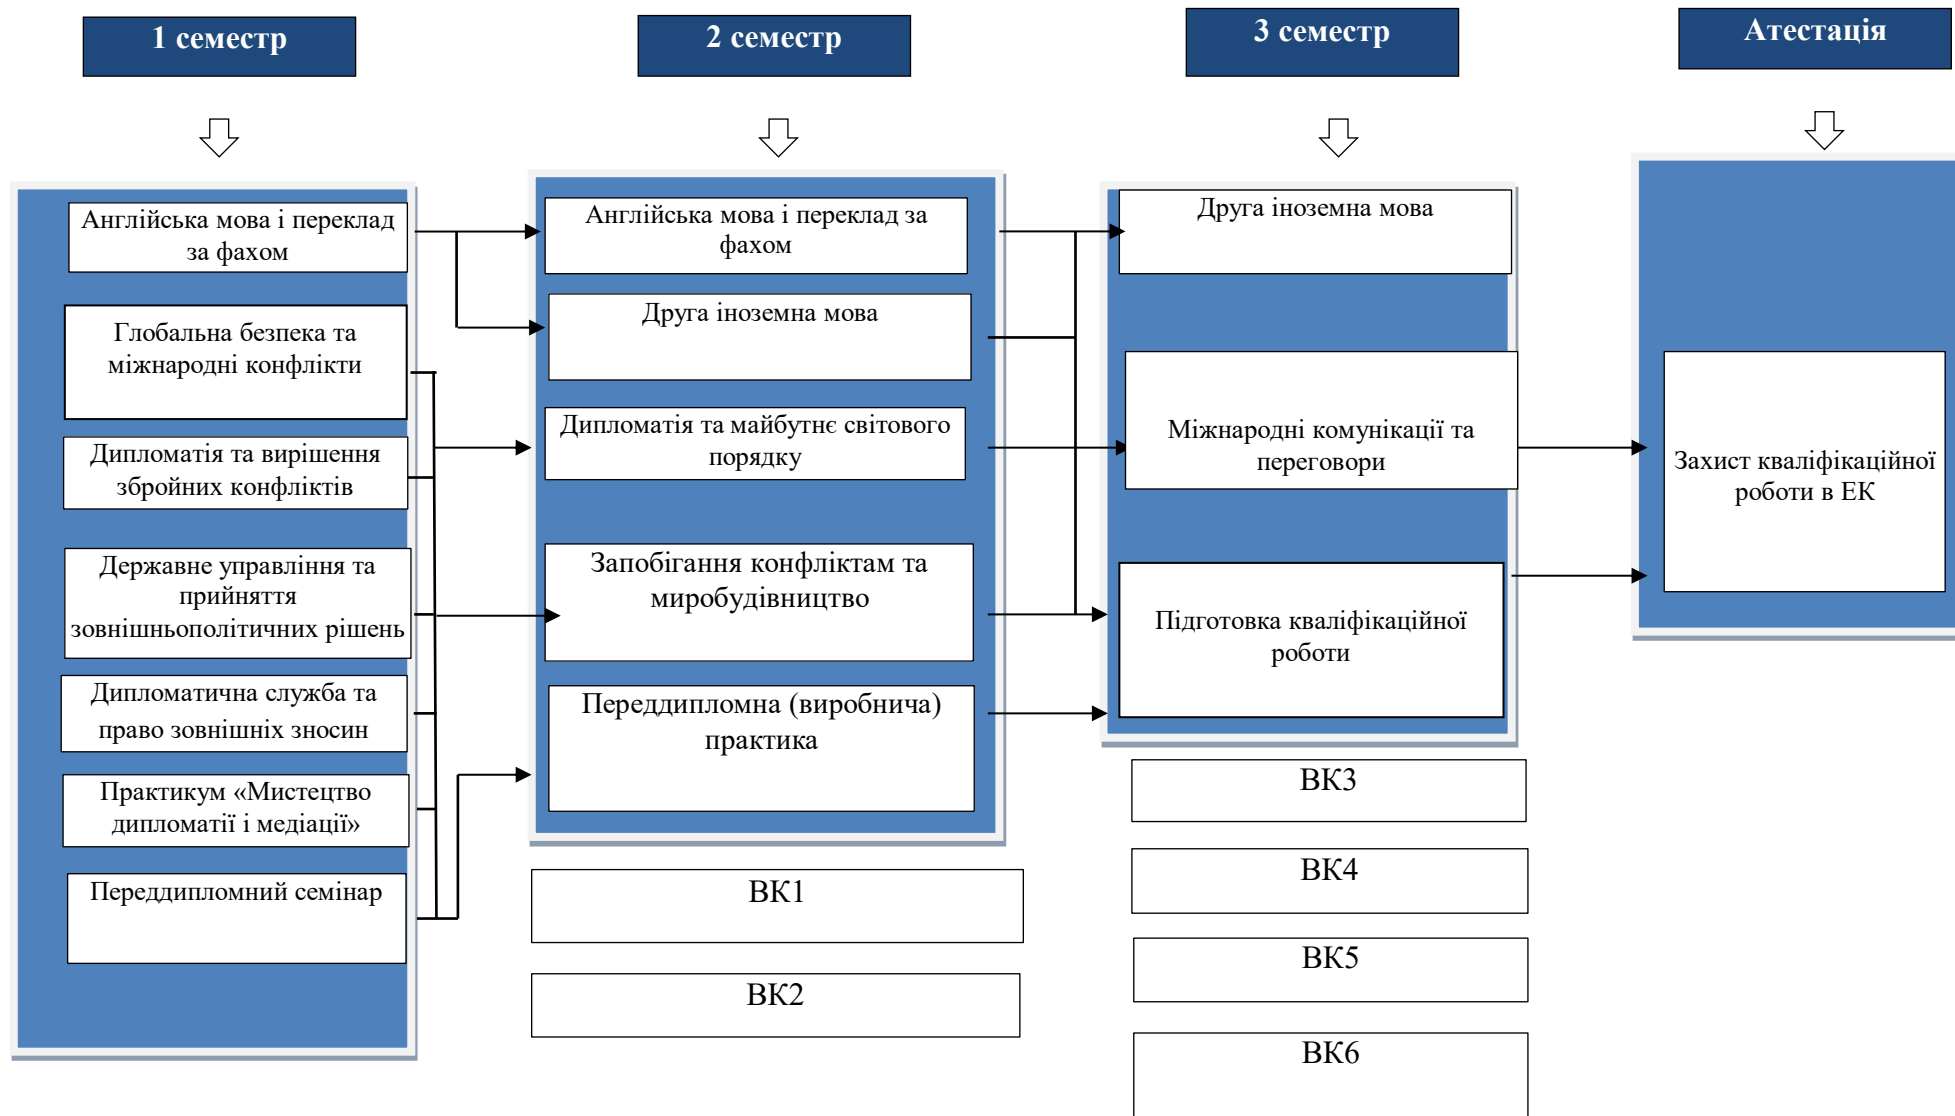 1 семестр
2 семестр
3 семестр
Атестація
Англійська мова і переклад
за фахом
Глобальна безпека та
міжнародні конфлікти
Дипломатія та вирішення
збройних конфліктів
Державне управління та
прийняття
зовнішньополітичних рішень
Дипломатична служба та
право зовнішніх зносин
Практикум «Мистецтво
дипломатії і медіації»
Переддипломний семінар
Англійська мова і переклад за
фахом
Друга іноземна мова
Дипломатія та майбутнє світового
порядку
Запобігання конфліктам та
миробудівництво
Переддипломна (виробнича)
практика
ВК1
ВК2
Друга іноземна мова
Міжнародні комунікації та
переговори
Підготовка кваліфікаційної
роботи
ВК3
ВК4
ВК5
ВК6
Захист кваліфікаційної
роботи в ЕК